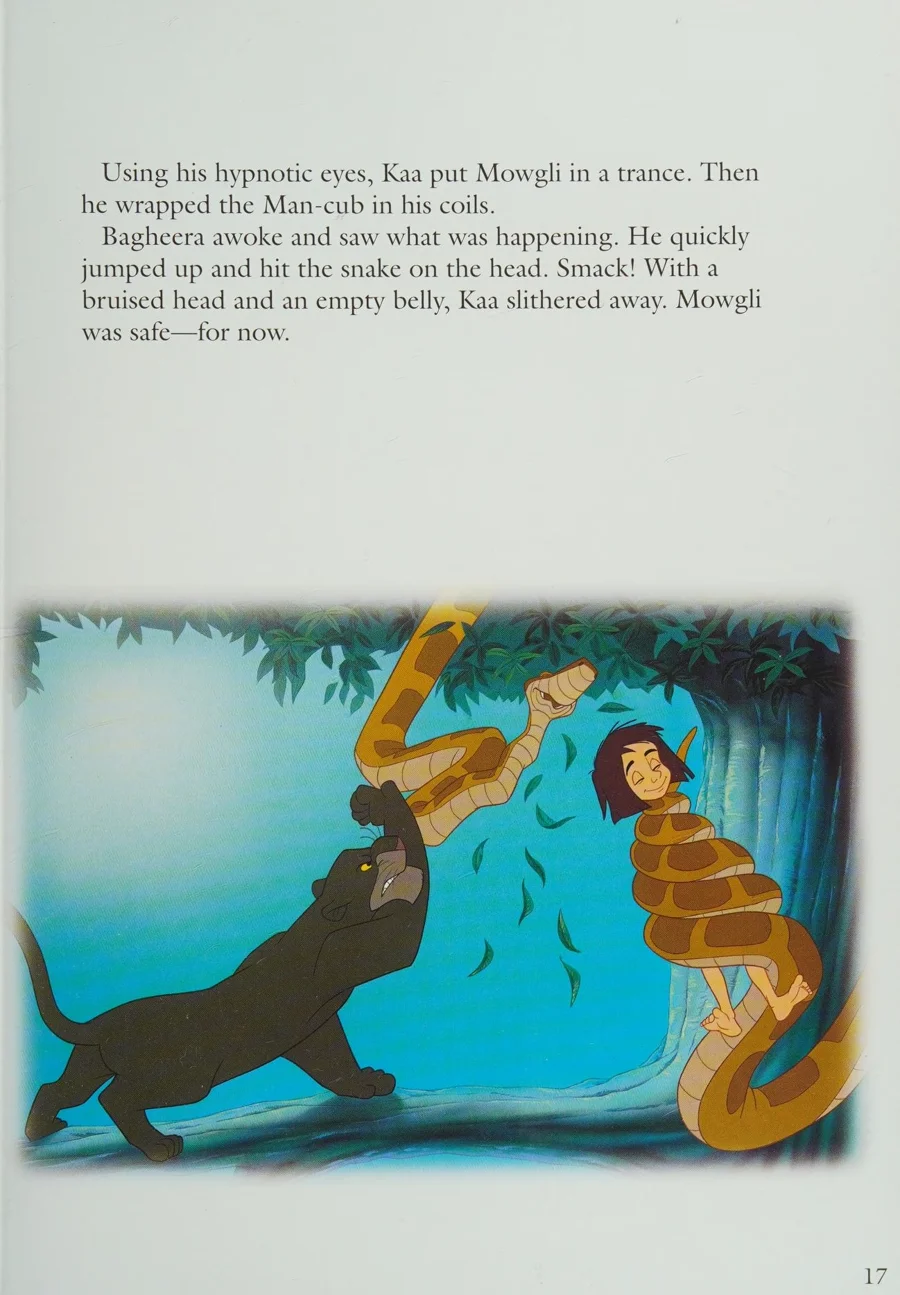 Using his hypnotic eyes, Kaa put Mowgli in a trance. Then
he wrapped the Man-cub in his coils.
Bagheera awoke and saw what was happening. He quickly
jumped up and hit the snake on the head. Smack! With a
bruised head and an empty belly, Kaa slithered away. Mowgli
was safe—for now.
17